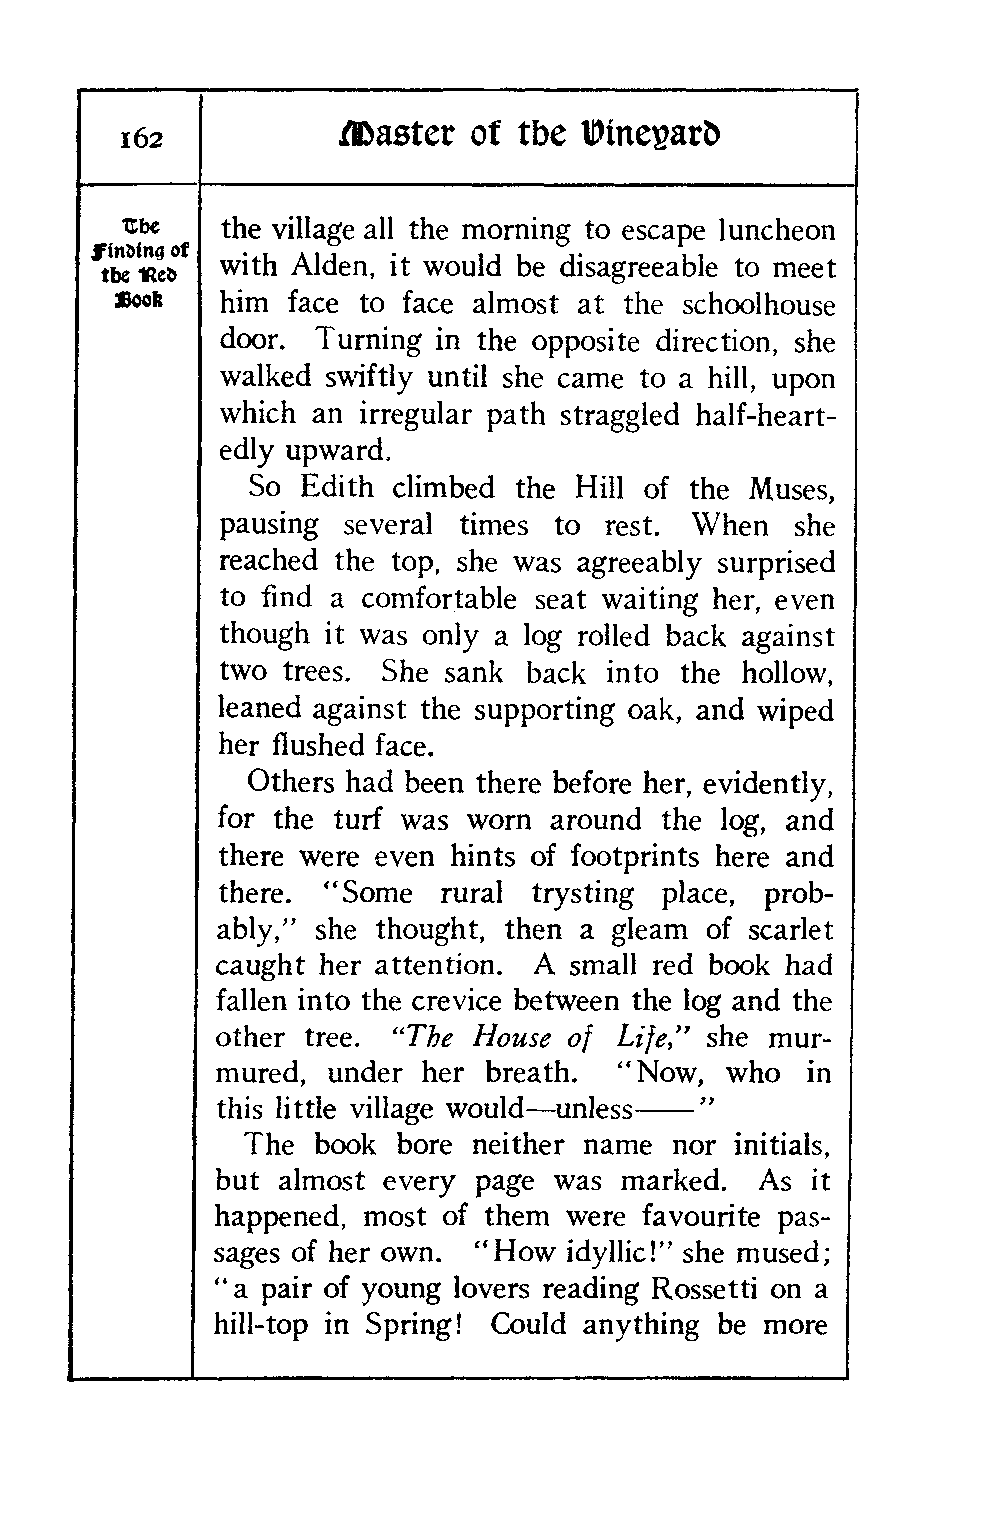 162
Master of the Vineyard
The
Finding of
the Red
Book
the village all the morning to escape luncheon
with Alden, it would be disagreeable to meet
him face to face almost at the schoolhouse
door. Turning in the opposite direction, she
walked swiftly until she came to a hill, upon
which an irregular path straggled half-heart-
edly upward.
So Edith climbed the Hill of the Muses,
pausing several times to rest. When she
reached the top, she was agreeably surprised
to find a comfortable seat waiting her, even
though it was only a log rolled back against
two trees. She sank back into the hollow,
leaned against the supporting oak, and wiped
her flushed face.
Others had been there before her, evidently,
for the turf was worn around the log, and
there were even hints of footprints here and
there. "Some rural trysting place, prob-
ably," she thought, then a gleam of scarlet
caught her attention. A small red book had
fallen into the crevice between the log and the
other tree. "The House of Life," she mur-
mured, under her breath. "Now, who in
this little village would—unless——"
The book bore neither name nor initials,
but almost every page was marked. As it
happened, most of them were favourite pas-
sages of her own. "How idyllic!" she mused;
"a pair of young lovers reading Rossetti on a
hill-top in Spring! Could anything be more